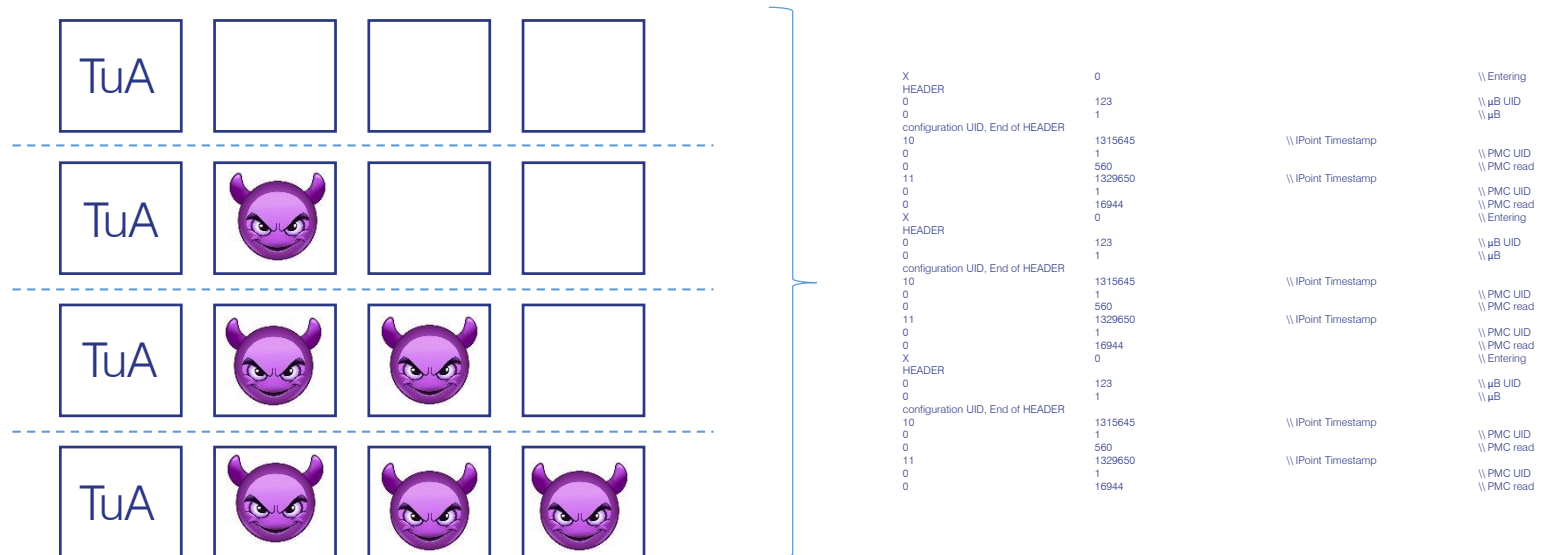 TuA
TuA
TuA
TuA
X 0 \\ Entering
HEADER
0 123 \\ µB UID
0 1 \\ µB
configuration UID, End of HEADER
10 1315645 \\ IPoint Timestamp
0 1 \\ PMC UID
0 560 \\ PMC read
11 1329650 \\ IPoint Timestamp
0 1 \\ PMC UID
0 16944 \\ PMC read
X 0 \\ Entering
HEADER
0 123 \\ µB UID
0 1 \\ µB
configuration UID, End of HEADER
10 1315645 \\ IPoint Timestamp
0 1 \\ PMC UID
0 560 \\ PMC read
11 1329650 \\ IPoint Timestamp
0 1 \\ PMC UID
0 16944 \\ PMC read
X 0 \\ Entering
HEADER
0 123 \\ µB UID
0 1 \\ µB
configuration UID, End of HEADER
10 1315645 \\ IPoint Timestamp
0 1 \\ PMC UID
0 560 \\ PMC read
11 1329650 \\ IPoint Timestamp
0 1 \\ PMC UID
0 16944 \\ PMC read